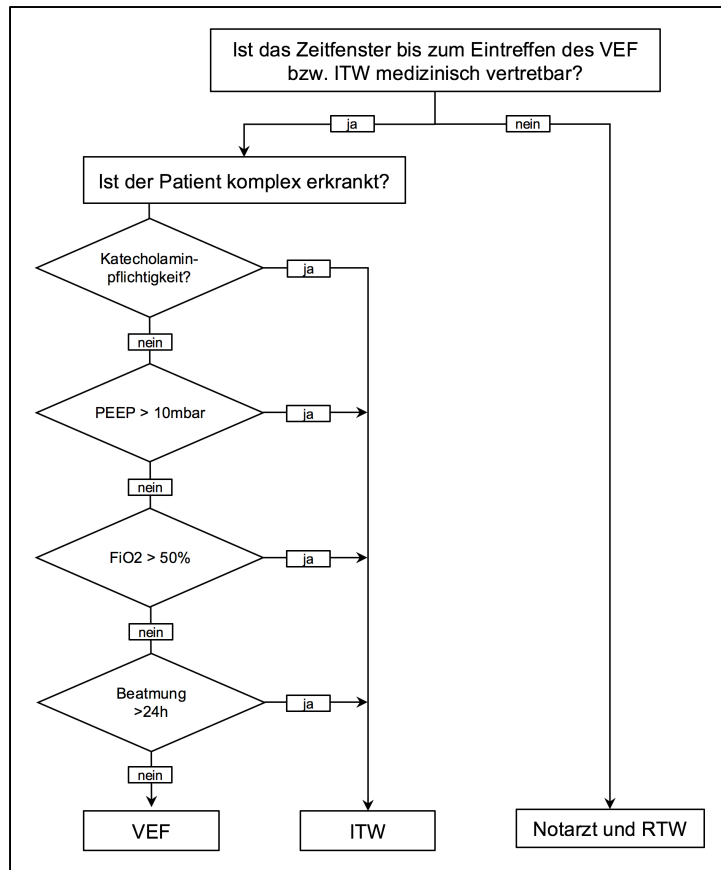 Ist das Zeitfenster bis zum Eintreffen des VEF
bzw. ITW medizinisch vertretbar?
ja
nein
Ist der Patient komplex erkrankt?
Katecholamin-
pflichtigkeit?
ja
nein
PEEP > 10mbar
ja
nein
FiO2 > 50%
ja
nein
Beatmung
>24h
ja
nein
VEF
ITW
Notarzt und RTW